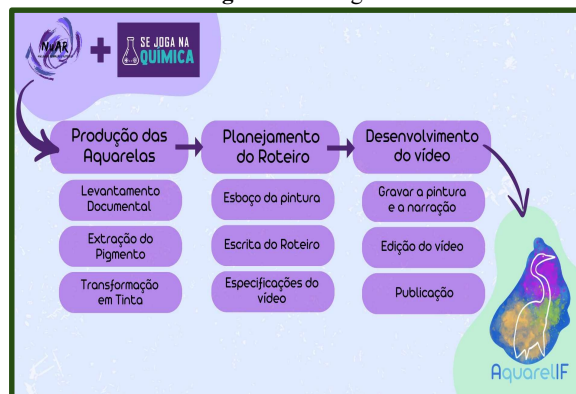 NuAR
SE JOGA NA
QUÍMICA
Produção das
Aquarelas
Planejamento
do Roteiro
Desenvolvimento
do vídeo
Levantamento
Documental
Esboço da pintura
Gravar a pintura
e a narração
Extração do
Pigmento
Escrita do Roteiro
Edição do vídeo
Transformação
em Tinta
Especificações do
vídeo
Publicação
AquarelIF